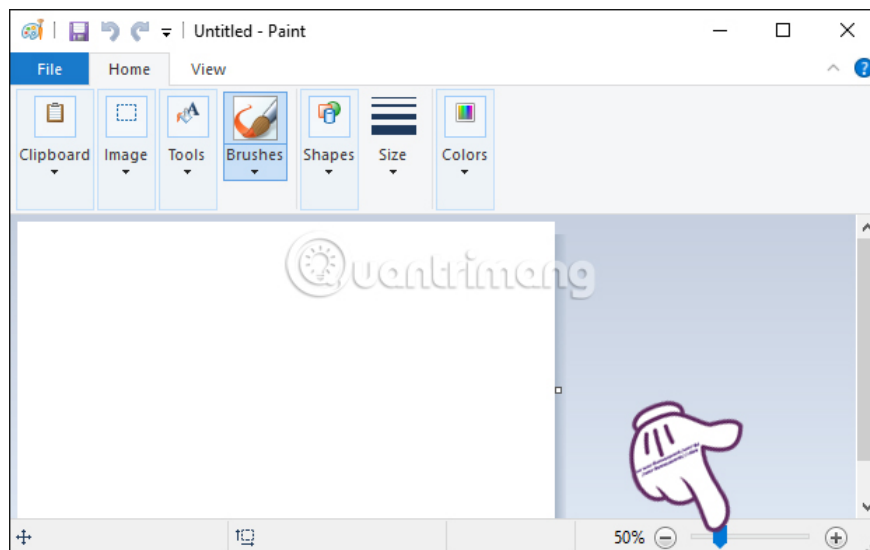 Untitled - Paint
File Home View
Clipboard Image Tools Brushes Shapes Size Colors
Quantrimang
50%